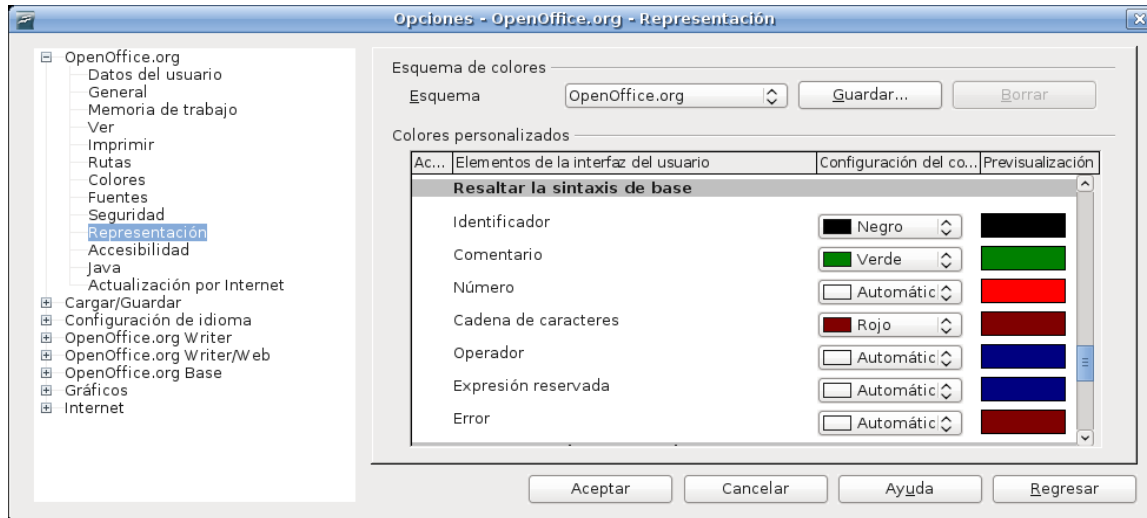 Opciones - OpenOffice.org - Representación
OpenOffice.org
Datos del usuario
General
Memoria de trabajo
Ver
Imprimir
Rutas
Colores
Fuentes
Seguridad
Representación
Accesibilidad
Java
Actualización por Internet
Cargar/Guardar
Configuración de idioma
OpenOffice.org Writer
OpenOffice.org Writer/Web
OpenOffice.org Base
Gráficos
Internet
Esquema de colores
Esquema OpenOffice.org Guardar... Borrar
Colores personalizados
Ac... Elementos de la interfaz del usuario Configuración del co... Previsualización
Resaltar la sintaxis de base
Identificador Negro
Comentario Verde
Número Automátic
Cadena de caracteres Rojo
Operador Automátic
Expresión reservada Automátic
Error Automátic
Aceptar Cancelar Ayuda Regresar